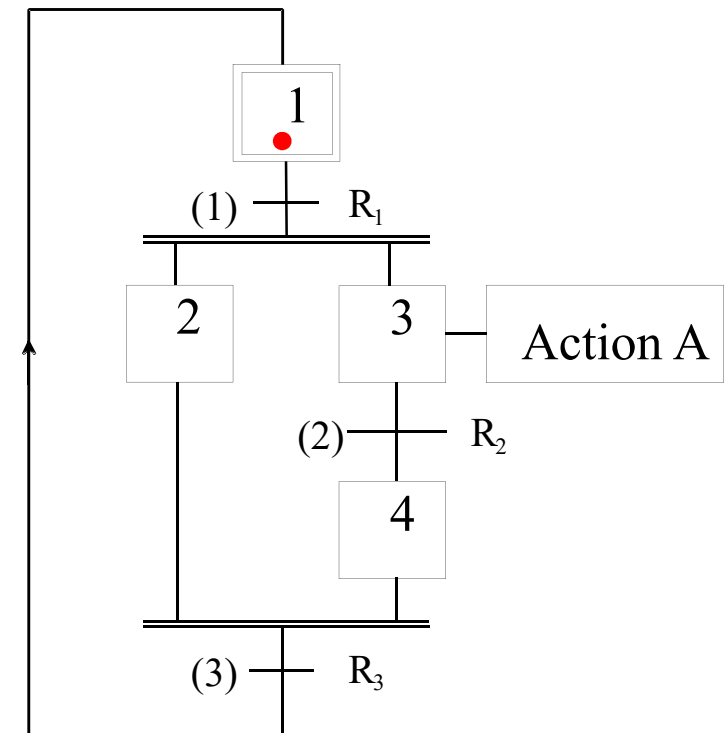 1
(1) R₁
2 3 Action A
(2) R₂
4
(3) R₃